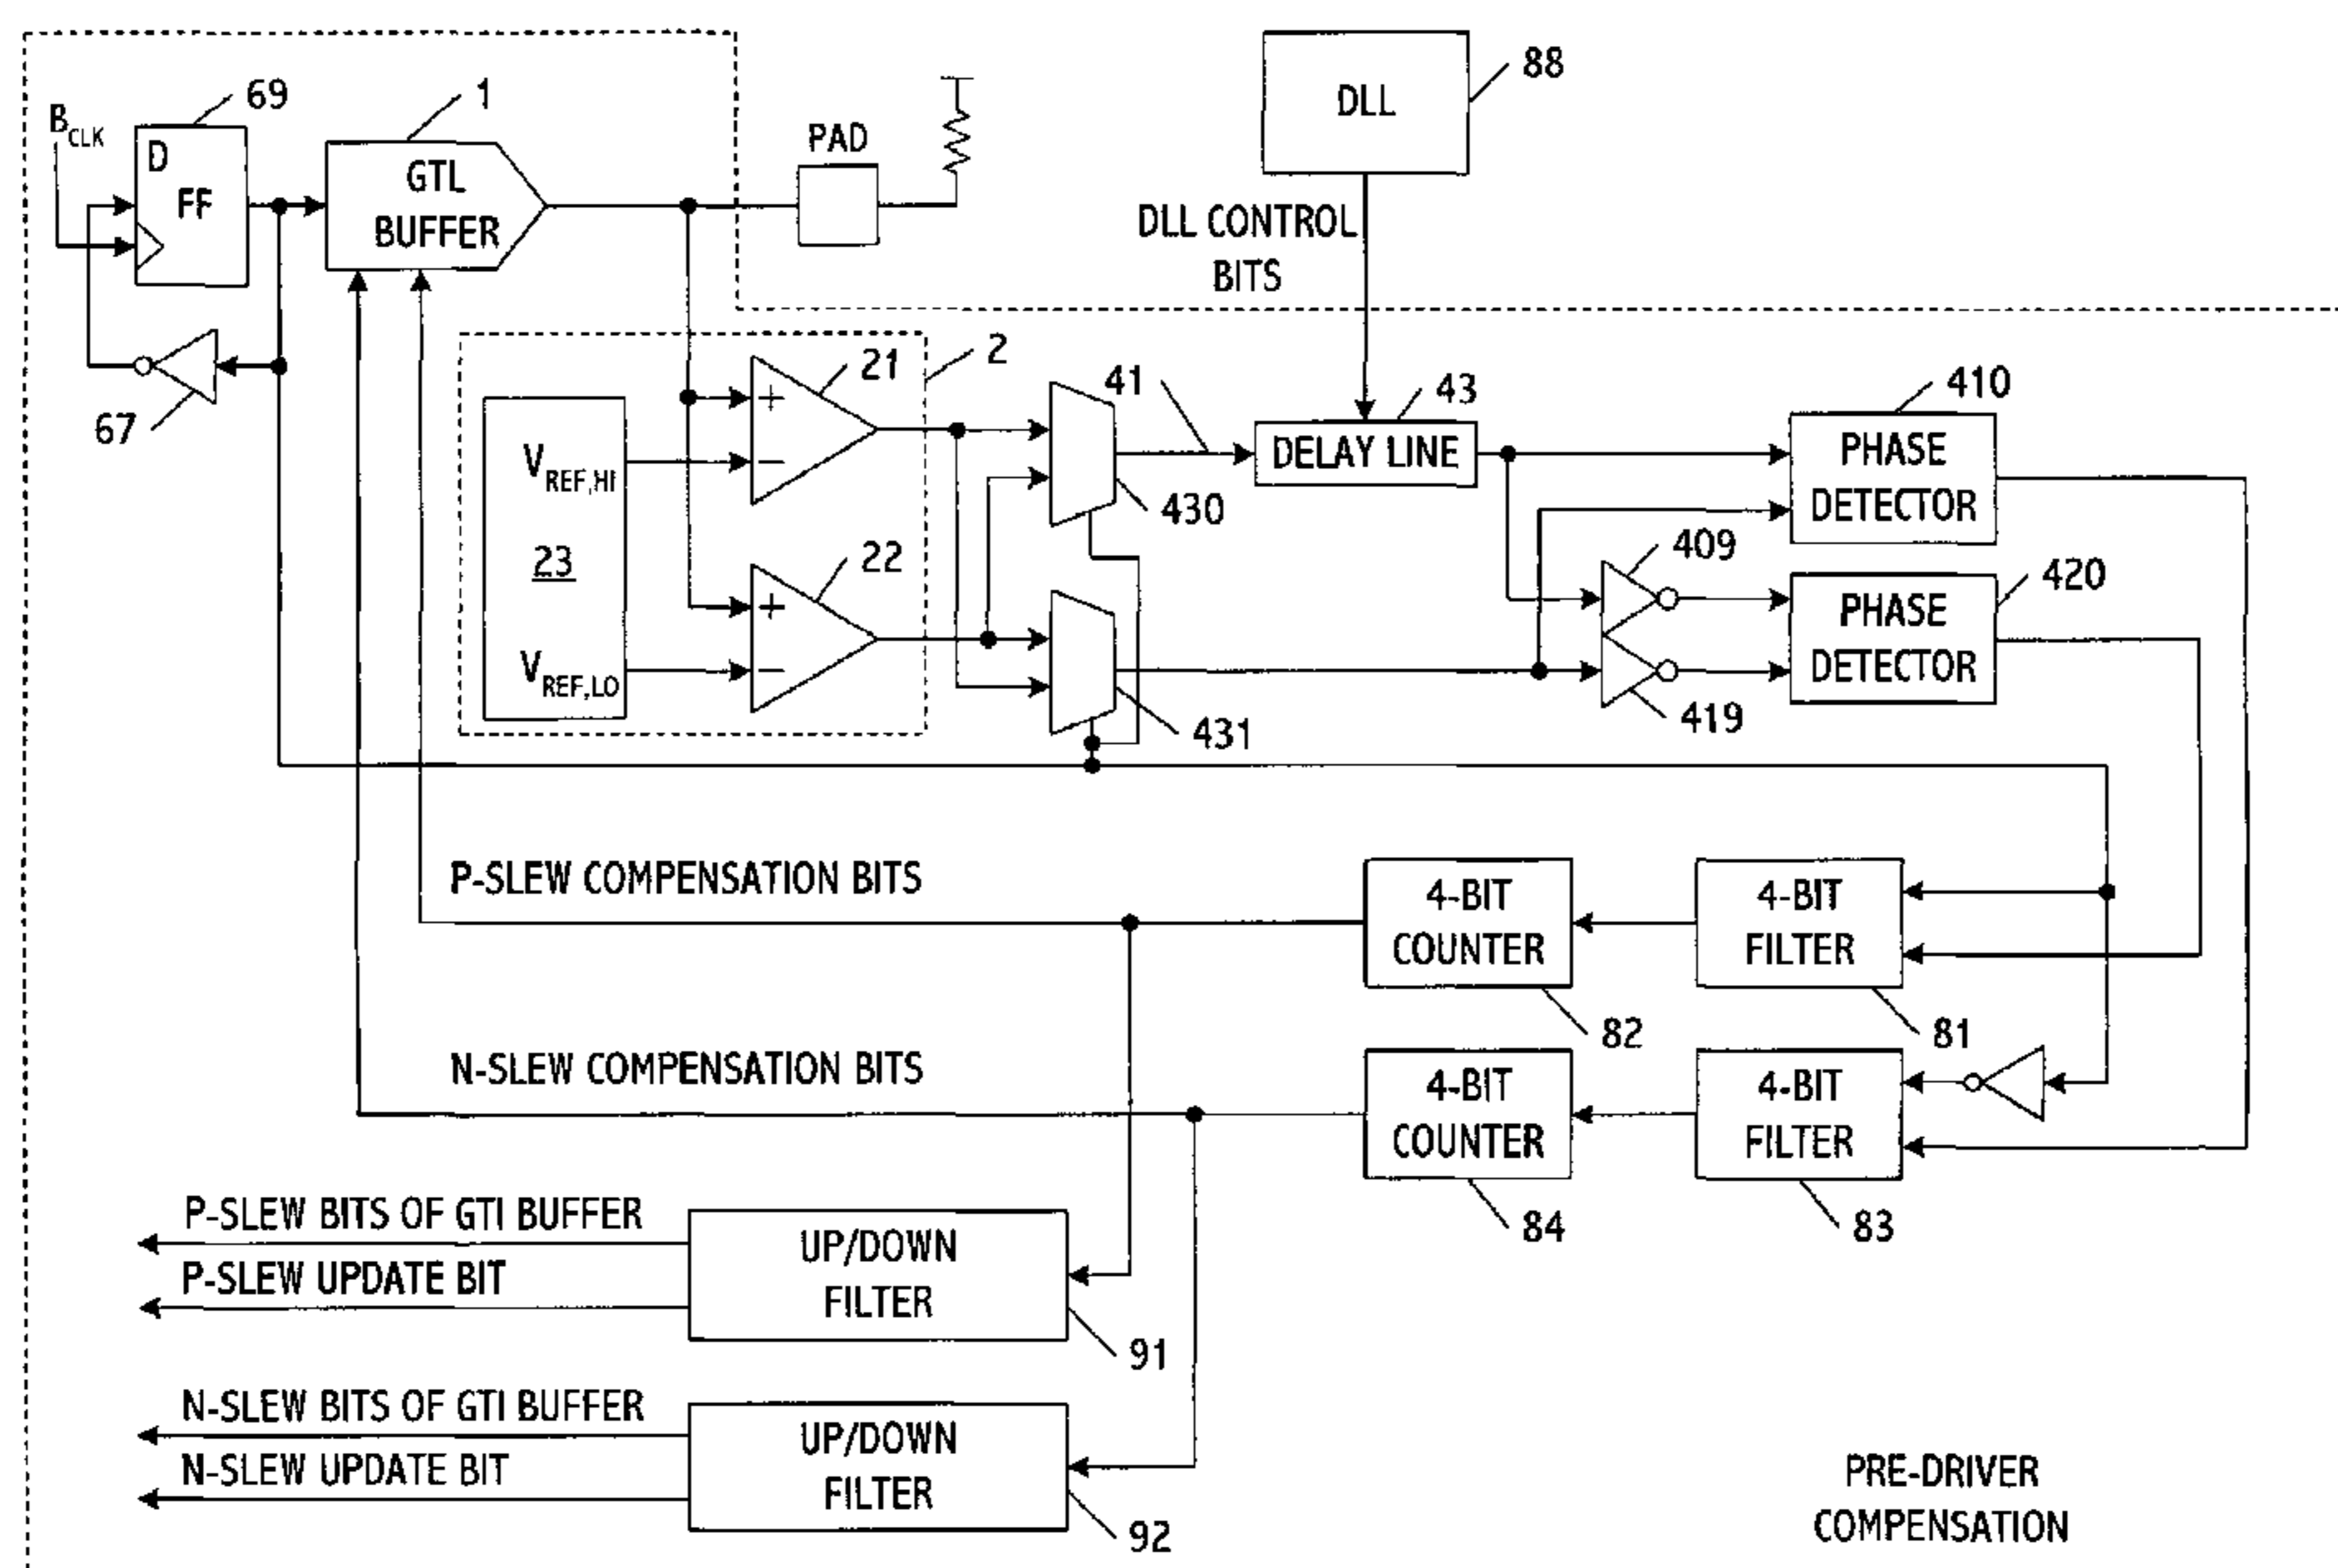 69
1
88
B CLK
D
FF
GTL
BUFFER
PAD
DLL
DLL CONTROL
BITS
67
2
21
41
43
410
V REF,HI
23
V REF,LO
+
−
22
+
−
430
431
DELAY LINE
PHASE
DETECTOR
409
420
PHASE
DETECTOR
419
P-SLEW COMPENSATION BITS
4-BIT
COUNTER
4-BIT
FILTER
82
81
N-SLEW COMPENSATION BITS
4-BIT
COUNTER
4-BIT
FILTER
84
83
P-SLEW BITS OF GTI BUFFER
P-SLEW UPDATE BIT
UP/DOWN
FILTER
91
N-SLEW BITS OF GTI BUFFER
N-SLEW UPDATE BIT
UP/DOWN
FILTER
92
PRE-DRIVER
COMPENSATION